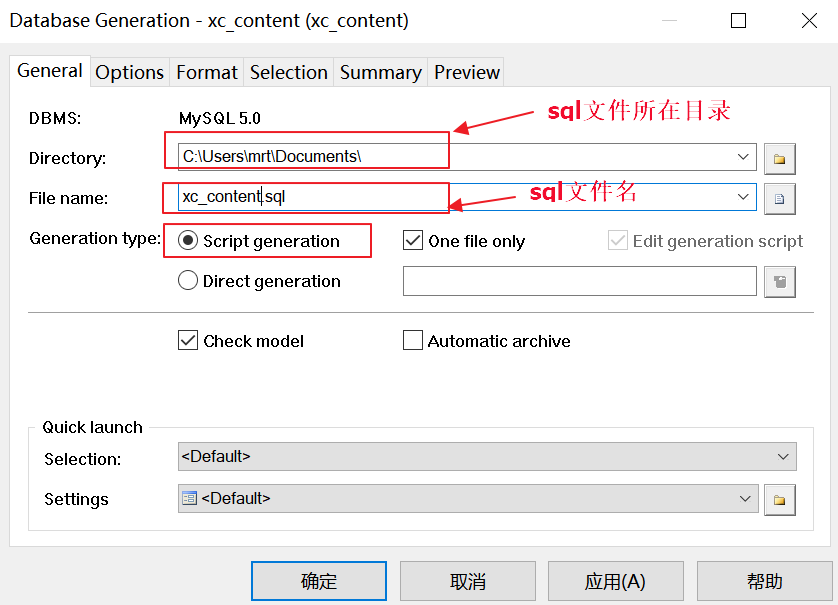 Database Generation - xc_content (xc_content)
General Options Format Selection Summary Preview
DBMS: MySQL 5.0
sql文件所在目录
Directory: C:\Users\mrt\Documents\
File name: xc_content.sql sql文件名
Generation type: Script generation One file only Edit generation script
Direct generation
Check model Automatic archive
Quick launch
Selection: <Default>
Settings <Default>
确定 取消 应用(A) 帮助